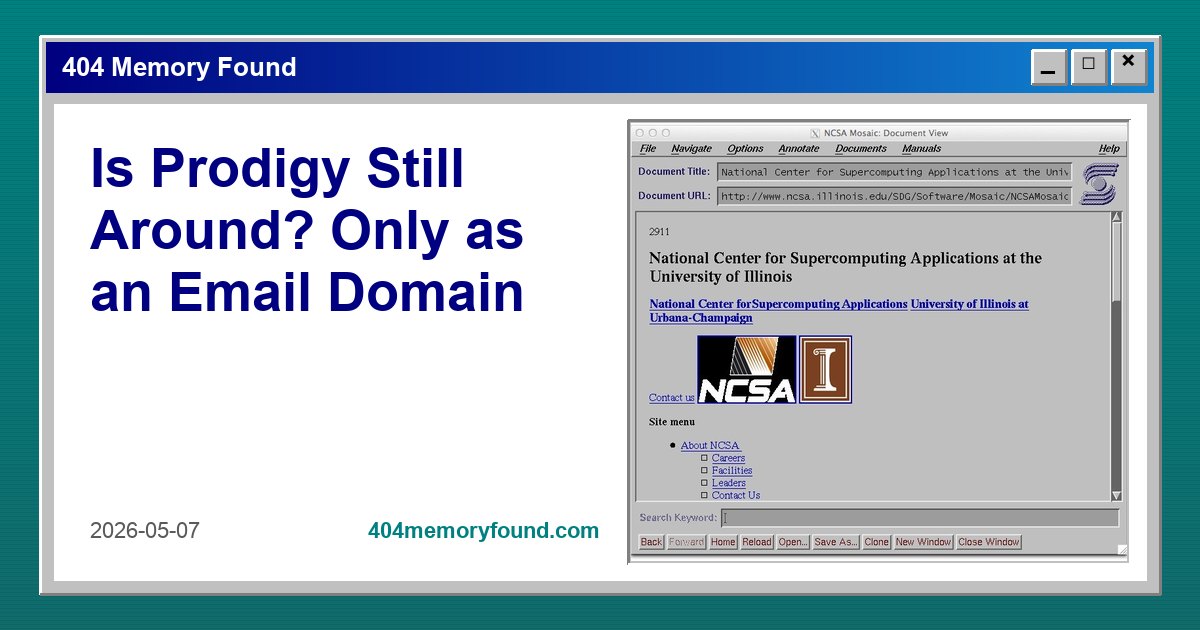 404 Memory Found
Is Prodigy Still
Around? Only as
an Email Domain
2026-05-07
404memoryfound.com
NCSA Mosaic: Document View
File Navigate Options Annotate Documents Manuals Help
Document Title: National Center for Supercomputing Applications at the Univ
Document URL: http://www.ncsa.illinois.edu/SDG/Software/Mosaic/NCSAMosaic
2911
National Center for Supercomputing Applications at the
University of Illinois
National Center forSupercomputing Applications University of Illinois at
Urbana-Champaign
Contact us NCSA I
Site menu
About NCSA
Careers
Facilities
Leaders
Contact Us
Search Keyword:
Back Forward Home Reload Open... Save As... Clone New Window Close Window